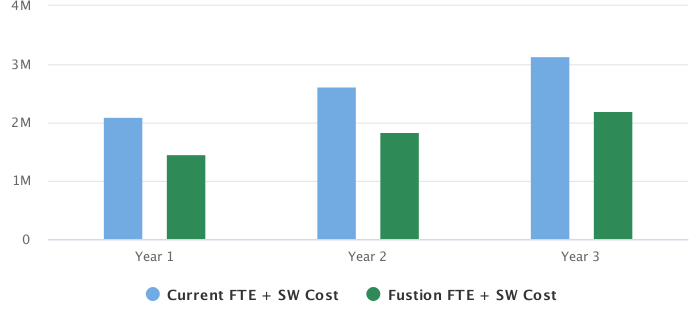 4M
3M
2M
1M
0
Year 1 Year 2 Year 3
Current FTE + SW Cost Fustion FTE + SW Cost